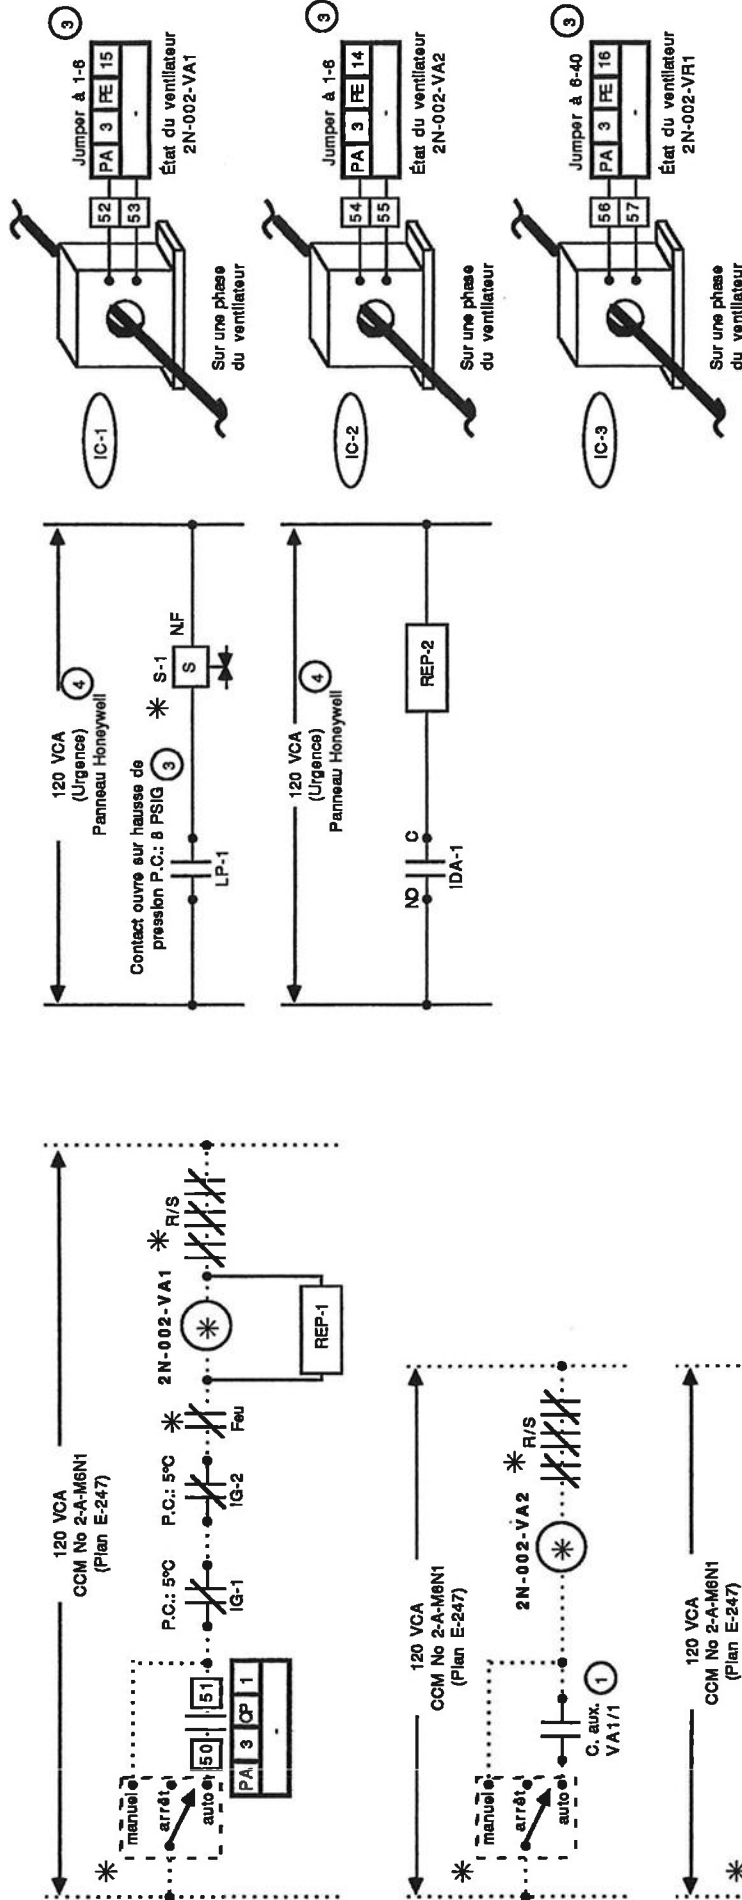 120 VCA
CCM No 2-A-M6N1
(Plan E-247)
manuel
arrêt
auto
50
51
PA 3 OP 1
-
P.C.: 5ºC
IG-1
P.C.: 5ºC
IG-2
Feu
2N-002-VA1
REP-1
R/S
120 VCA
(Urgence)
Panneau Honeywell
4
Contact ouvre sur hausse de
pression P.C.: 8 PSIG
3
LP-1
S-1
S
N.F
IC-1
Sur une phase
du ventilateur
52
53
Jumper à 1-6
PA 3 PE 15
-
État du ventilateur
2N-002-VA1
3
120 VCA
(Urgence)
Panneau Honeywell
4
NO
C
IDA-1
REP-2
IC-2
Sur une phase
du ventilateur
54
55
Jumper à 1-6
PA 3 PE 14
-
État du ventilateur
2N-002-VA2
3
120 VCA
CCM No 2-A-M6N1
(Plan E-247)
manuel
arrêt
auto
C. aux.
VA1/1
1
2N-002-VA2
R/S
IC-3
Sur une phase
du ventilateur
56
57
Jumper à 6-40
PA 3 PE 16
-
État du ventilateur
2N-002-VR1
3
120 VCA
CCM No 2-A-M6N1
(Plan E-247)